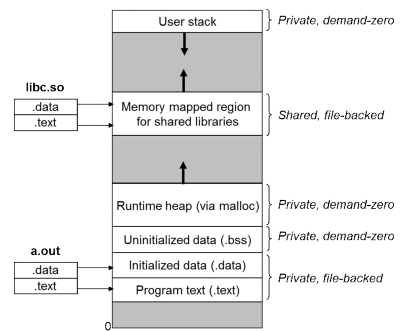 User stack
Private, demand-zero
libc.so
.data
.text
Memory mapped region
for shared libraries
Shared, file-backed
Runtime heap (via malloc)
Private, demand-zero
Uninitialized data (.bss)
Private, demand-zero
a.out
.data
.text
Initialized data (.data)
Program text (.text)
Private, file-backed
0